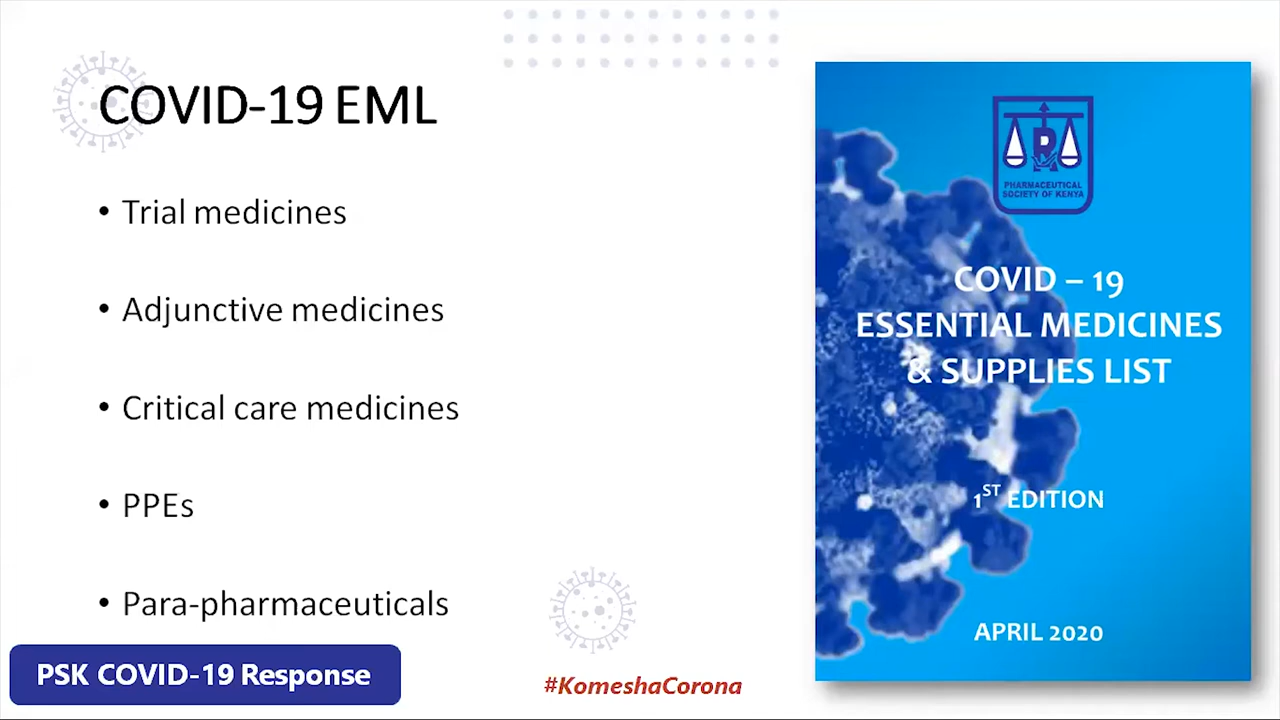 COVID-19 EML
• Trial medicines
• Adjunctive medicines
• Critical care medicines
• PPEs
• Para-pharmaceuticals
PSK COVID-19 Response
#KomeshaCorona
PHARMACEUTICAL
SOCIETY OF KENYA
COVID – 19
ESSENTIAL MEDICINES
& SUPPLIES LIST
1ST EDITION
APRIL 2020